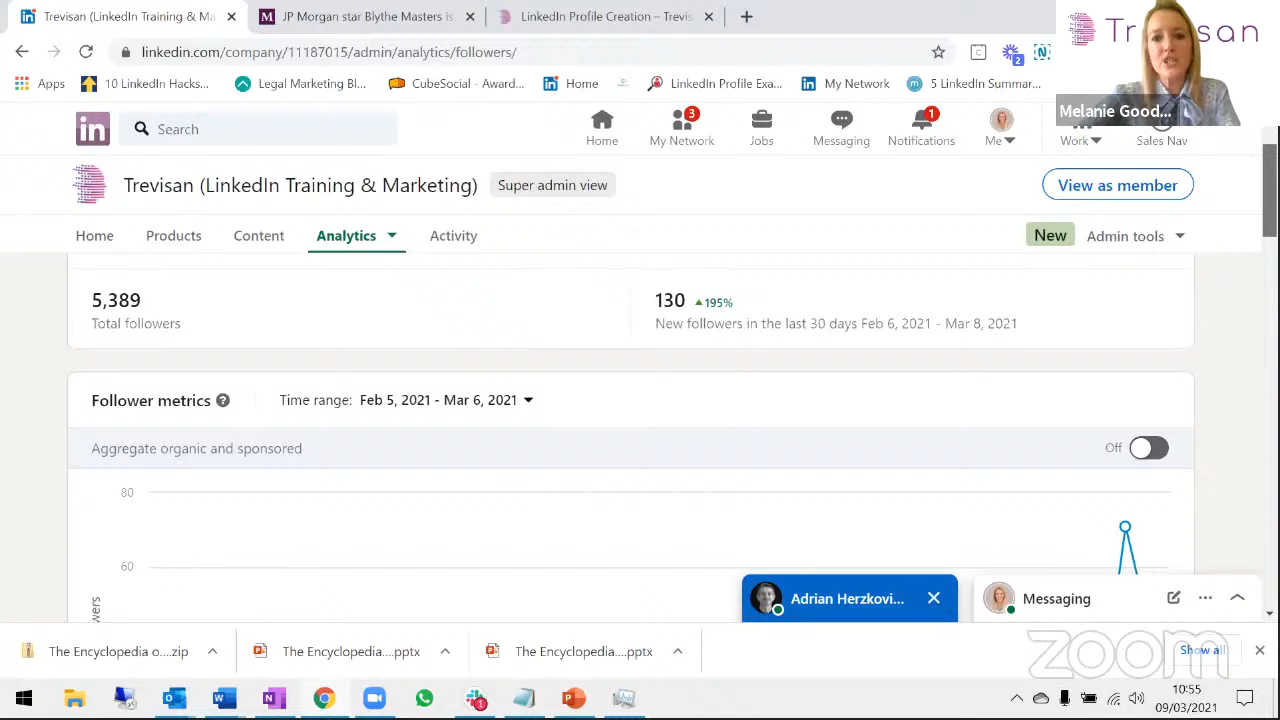 Trevisan (LinkedIn Training & Ma
JP Morgan star Blythe Masters
LinkedIn Profile Creation – Trevis
linkedin.com/company/10187015/admin/analytics/followers/
2
Apps
10 LinkedIn Hacks...
Legal Marketing Bl...
CubeSocial - Award...
Home
LinkedIn Profile Exa...
My Network
5 LinkedIn Summar...
Melanie Good...
in
Search
Home
3
My Network
Jobs
Messaging
1
Notifications
Me
Work
Sales Nav
Trevisan (LinkedIn Training & Marketing)
Super admin view
View as member
Home
Products
Content
Analytics
Activity
New
Admin tools
5,389
Total followers
130
195%
New followers in the last 30 days Feb 6, 2021 - Mar 8, 2021
Follower metrics
Time range: Feb 5, 2021 - Mar 6, 2021
Aggregate organic and sponsored
Off
80
60
Adrian Herzkovi...
Messaging
The Encyclopedia o....zip
The Encyclopedia....pptx
The Encyclopedia....pptx
Show all
zoom
10:55
09/03/2021